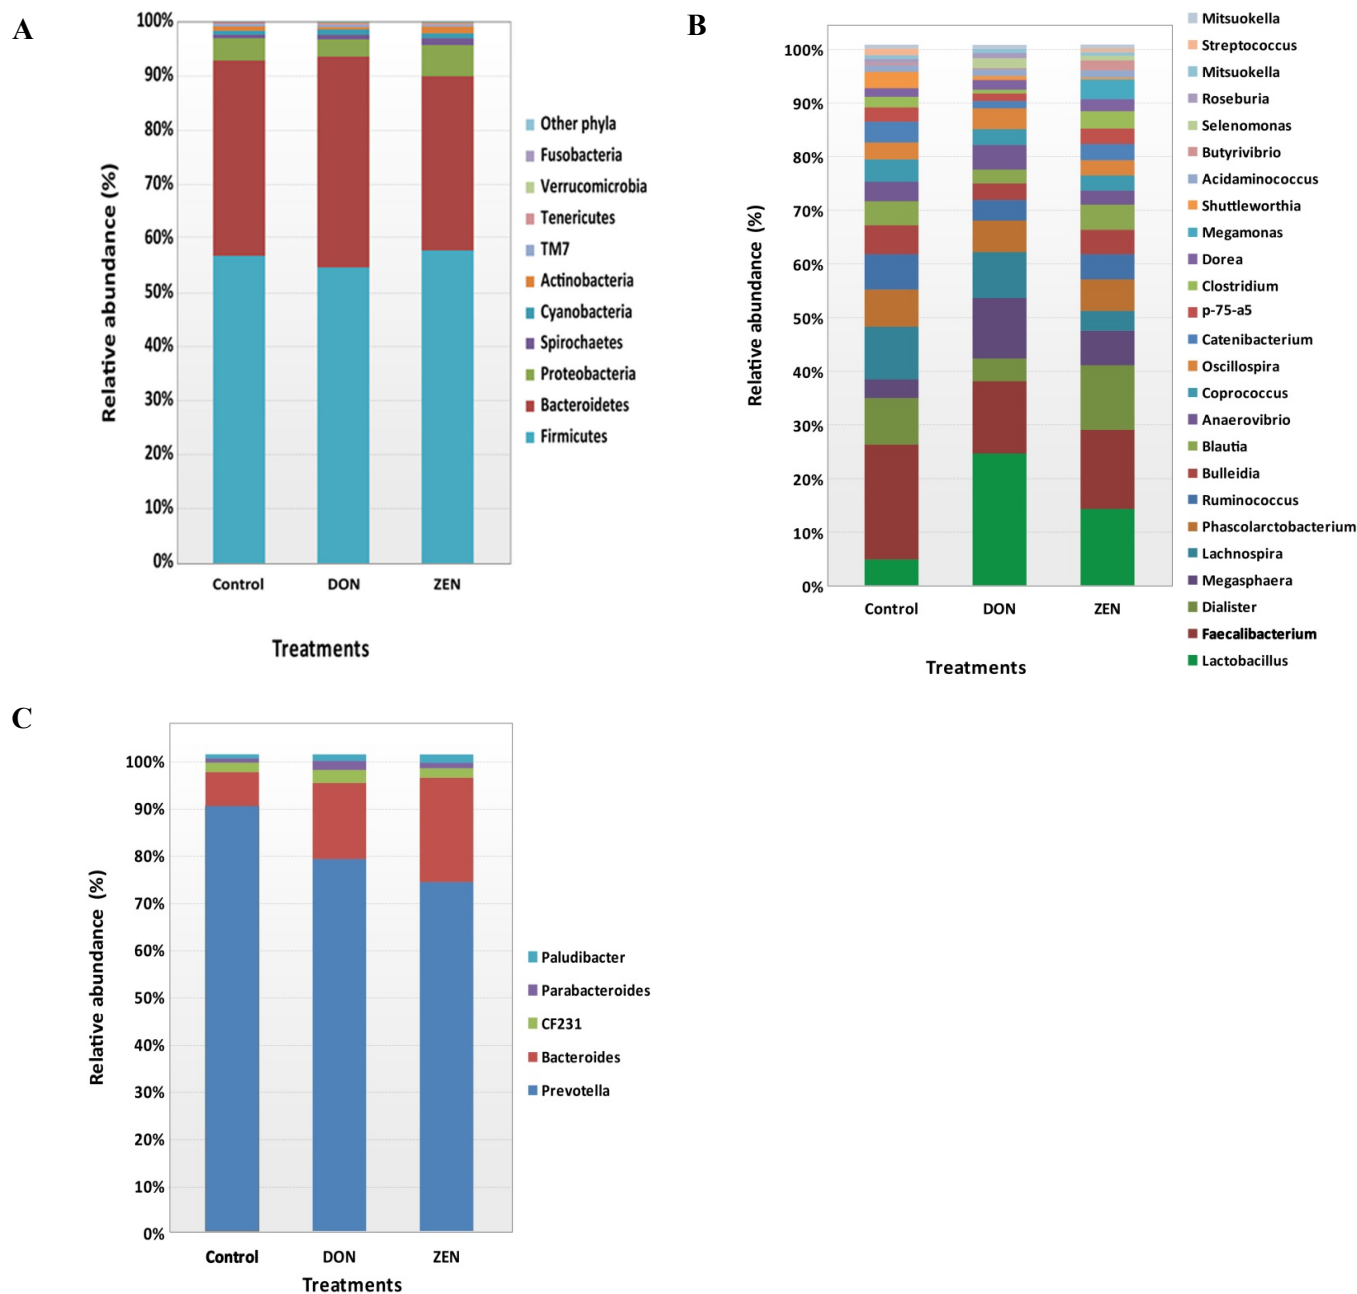 A
Relative abundance (%)
100%
90%
80%
70%
60%
50%
40%
30%
20%
10%
0%
Control
DON
ZEN
Treatments
Other phyla
Fusobacteria
Verrucomicrobia
Tenericutes
TM7
Actinobacteria
Cyanobacteria
Spirochaetes
Proteobacteria
Bacteroidetes
Firmicutes
B
Relative abundance (%)
100%
90%
80%
70%
60%
50%
40%
30%
20%
10%
0%
Control
DON
ZEN
Treatments
Mitsuokella
Streptococcus
Mitsuokella
Roseburia
Selenomonas
Butyrivibrio
Acidaminococcus
Shuttleworthia
Megamonas
Dorea
Clostridium
p-75-a5
Catenibacterium
Oscillospira
Coprococcus
Anaerovibrio
Blautia
Bulleidia
Ruminococcus
Phascolarctobacterium
Lachnospira
Megasphaera
Dialister
Faecalibacterium
Lactobacillus
C
Relative abundance (%)
100%
90%
80%
70%
60%
50%
40%
30%
20%
10%
0%
Control
DON
ZEN
Treatments
Paludibacter
Parabacteroides
CF231
Bacteroides
Prevotella